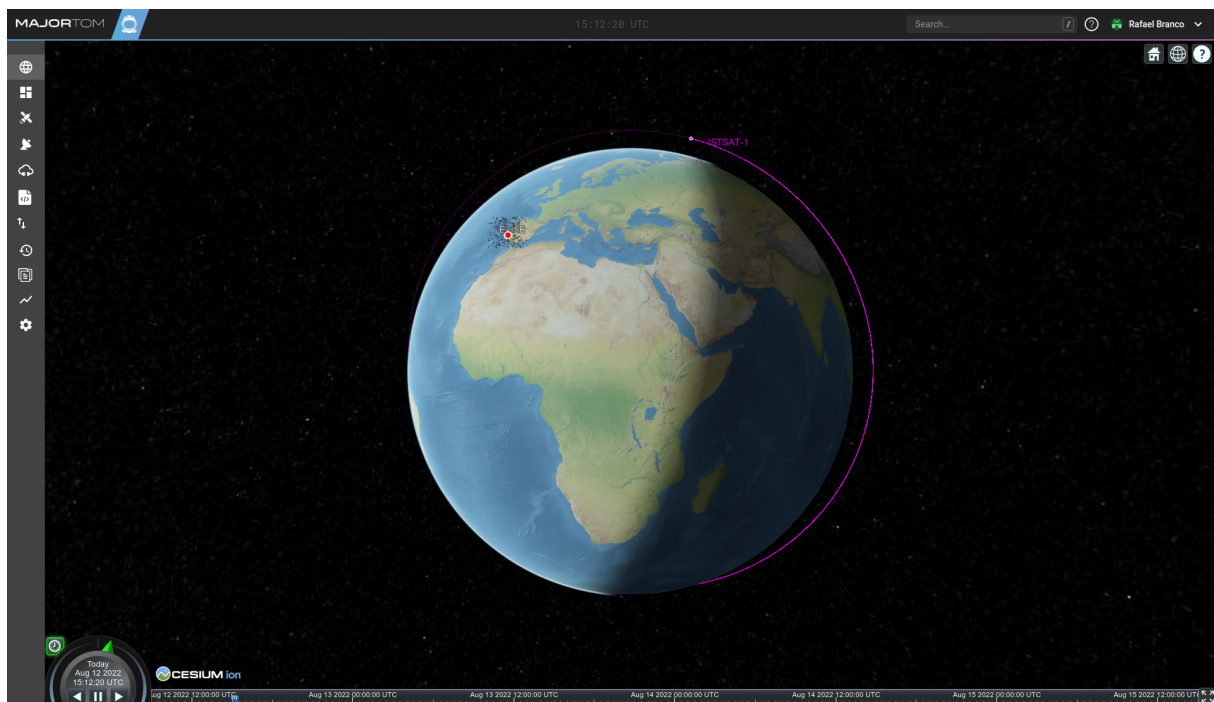 MAJORTOM
15:12:20 UTC
Search...
/
?
Rafael Branco
?
ISTSAT-1
Today
Aug 12 2022
15:12:20 UTC
CESIUM ion
Aug 12 2022 12:00:00 UTC
Aug 13 2022 00:00:00 UTC
Aug 13 2022 12:00:00 UTC
Aug 14 2022 00:00:00 UTC
Aug 14 2022 12:00:00 UTC
Aug 15 2022 00:00:00 UTC
Aug 15 2022 12:00:00 UT